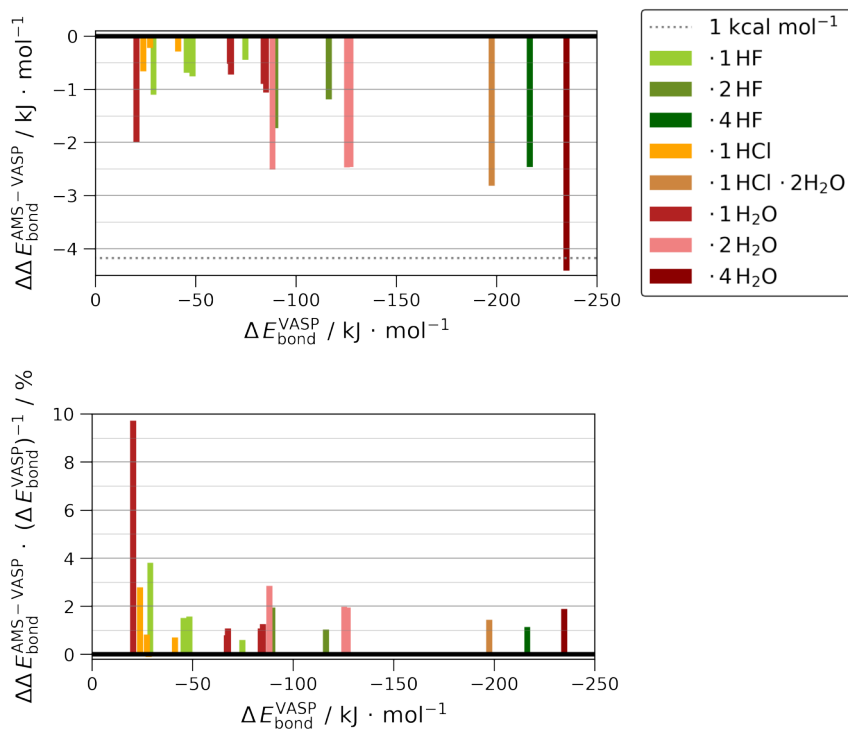 0
−1
−2
−3
−4
ΔΔE_bond^AMS−VASP / kJ · mol⁻¹
0
−50
−100
−150
−200
−250
ΔE_bond^VASP / kJ · mol⁻¹
1 kcal mol⁻¹
· 1 HF
· 2 HF
· 4 HF
· 1 HCl
· 1 HCl · 2H₂O
· 1 H₂O
· 2 H₂O
· 4 H₂O
10
8
6
4
2
0
ΔΔE_bond^AMS−VASP · (ΔE_bond^VASP)⁻¹ / %
0
−50
−100
−150
−200
−250
ΔE_bond^VASP / kJ · mol⁻¹